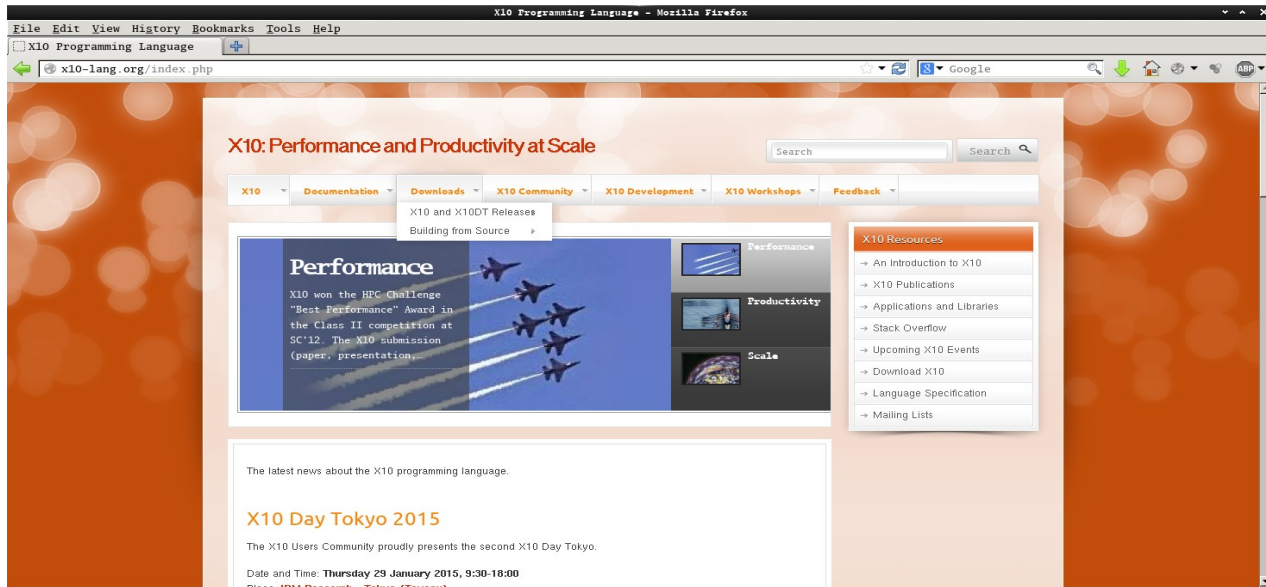 X10 Programming Language - Mozilla Firefox
File Edit View History Bookmarks Tools Help
X10 Programming Language
x10-lang.org/index.php
Google
ABP
X10: Performance and Productivity at Scale
Search
Search
X10 Documentation Downloads X10 Community X10 Development X10 Workshops Feedback
X10 and X10DT Releases
Building from Source
Performance
X10 won the HPC Challenge
"Best Performance" Award in
the Class II competition at
SC'12. The X10 submission
(paper, presentation,…
Performance
Productivity
Scale
X10 Resources
An Introduction to X10
X10 Publications
Applications and Libraries
Stack Overflow
Upcoming X10 Events
Download X10
Language Specification
Mailing Lists
The latest news about the X10 programming language.
X10 Day Tokyo 2015
The X10 Users Community proudly presents the second X10 Day Tokyo.
Date and Time: Thursday 29 January 2015, 9:30-18:00
Place: IBM Research - Tokyo (Toyosu)